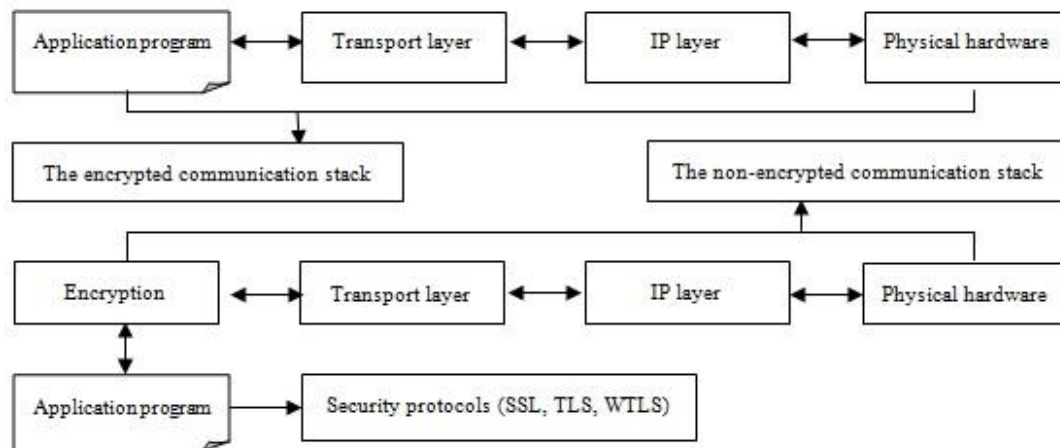 Application program
Transport layer
IP layer
Physical hardware
The encrypted communication stack
The non-encrypted communication stack
Encryption
Transport layer
IP layer
Physical hardware
Application program
Security protocols (SSL, TLS, WTLS)